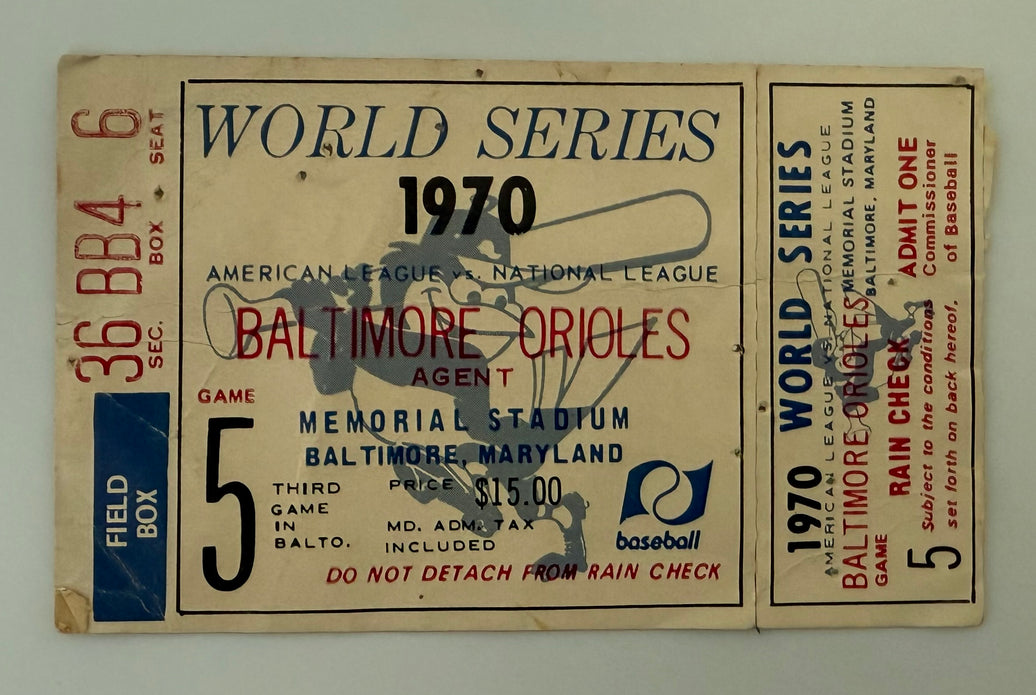 36 BB4 6
SEC. BOX SEAT
FIELD
BOX
WORLD SERIES
1970
AMERICAN LEAGUE vs. NATIONAL LEAGUE
BALTIMORE ORIOLES
AGENT
GAME
5
MEMORIAL STADIUM
BALTIMORE, MARYLAND
THIRD
GAME
IN
BALTO.
PRICE $15.00
MD. ADM. TAX
INCLUDED
baseball
DO NOT DETACH FROM RAIN CHECK
1970 WORLD SERIES
AMERICAN LEAGUE VS. NATIONAL LEAGUE
BALTIMORE ORIOLES MEMORIAL STADIUM
BALTIMORE, MARYLAND
GAME
5
RAIN CHECK ADMIT ONE
Subject to the conditions Commissioner
set forth on back hereof. of Baseball